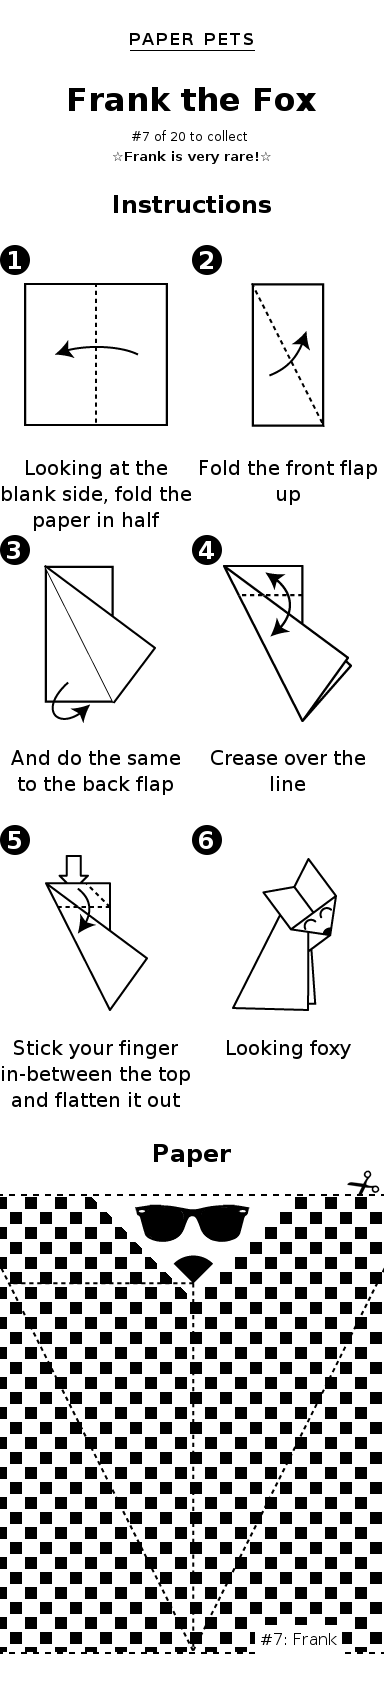 PAPER PETS
Frank the Fox
#7 of 20 to collect
☆Frank is very rare!☆
Instructions
1
Looking at the
blank side, fold the
paper in half
2
Fold the front flap
up
3
And do the same
to the back flap
4
Crease over the
line
5
Stick your finger
in-between the top
and flatten it out
6
Looking foxy
Paper
#7: Frank